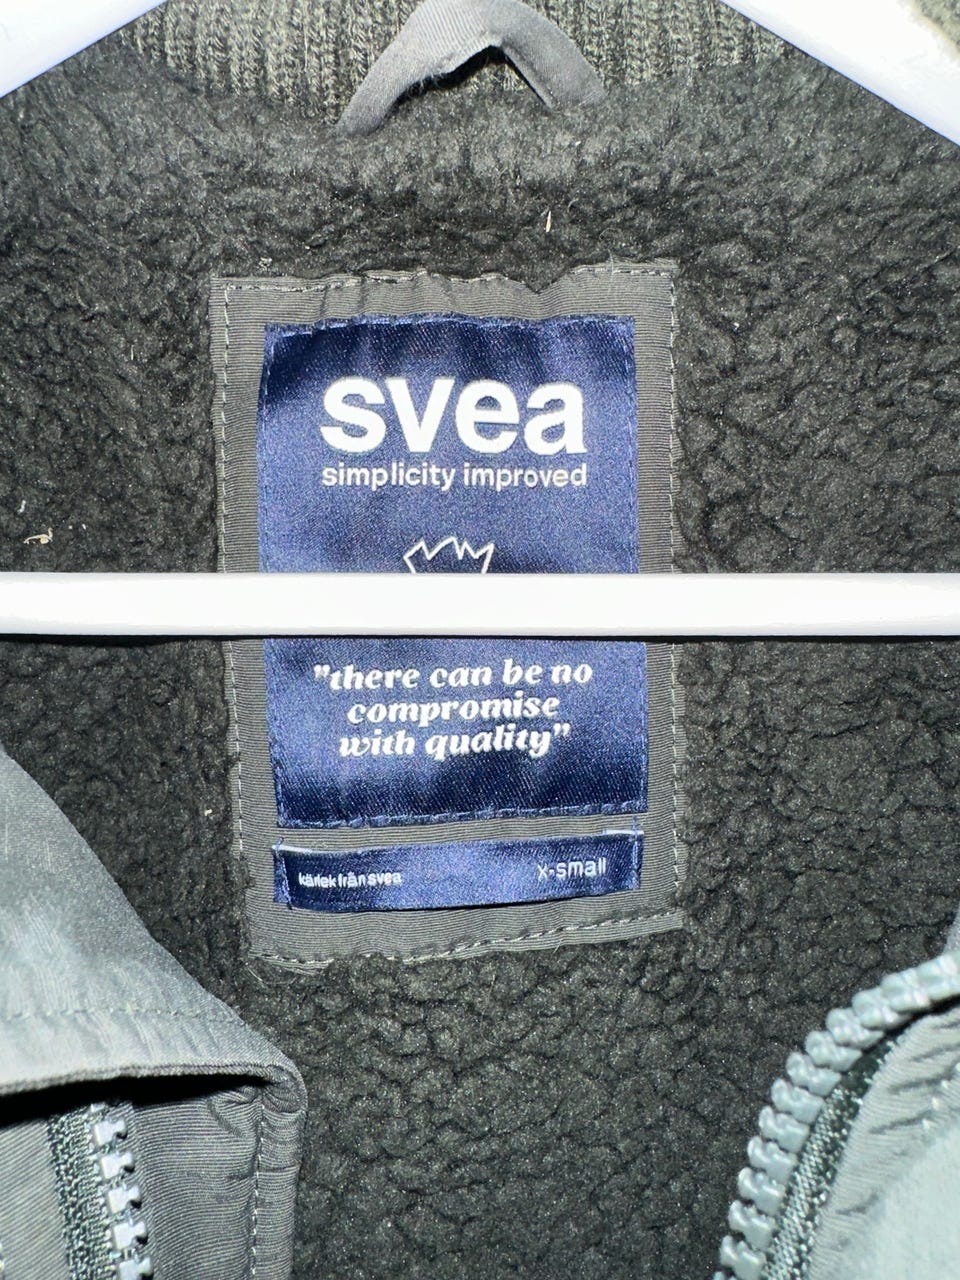 svea
simplicity improved
"there can be no
compromise
with quality"
kärlek från svea
x-small